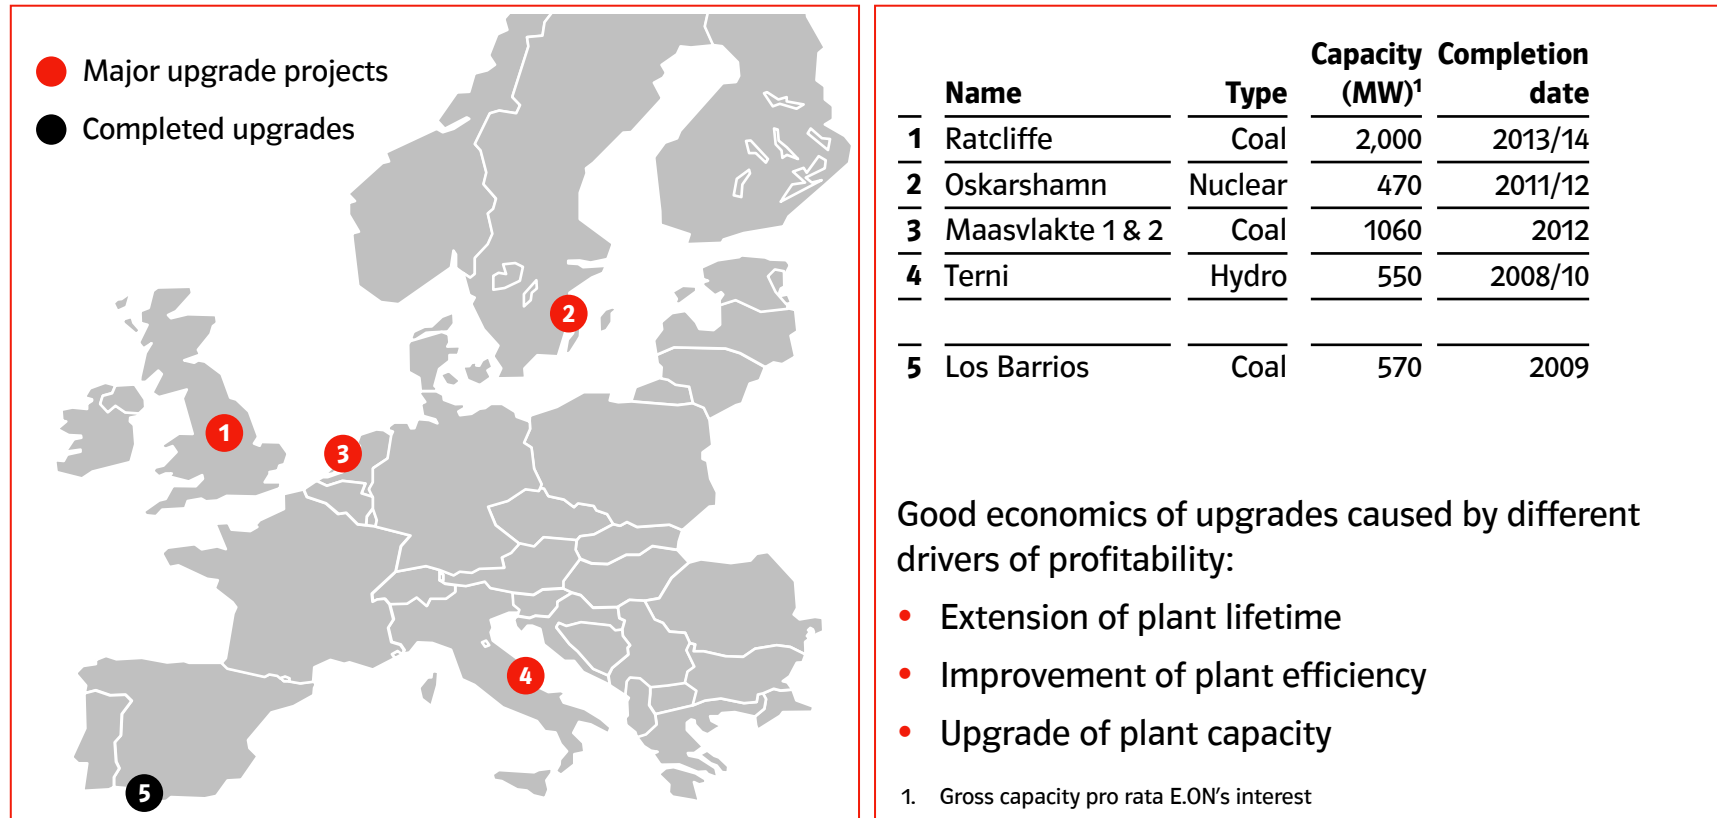 Major upgrade projects
Completed upgrades
1
2
3
4
5
Capacity Completion
Name Type (MW)¹ date
1 Ratcliffe Coal 2,000 2013/14
2 Oskarshamn Nuclear 470 2011/12
3 Maasvlakte 1 & 2 Coal 1060 2012
4 Terni Hydro 550 2008/10
5 Los Barrios Coal 570 2009
Good economics of upgrades caused by different
drivers of profitability:
• Extension of plant lifetime
• Improvement of plant efficiency
• Upgrade of plant capacity
1. Gross capacity pro rata E.ON’s interest